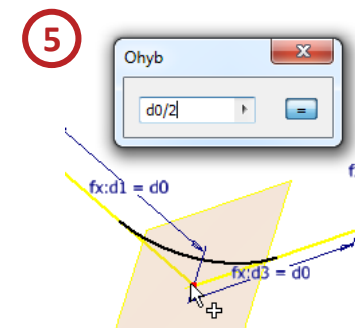 5
Ohyb
d0/2
=
fx:d1 = d0
fx:d3 = d0